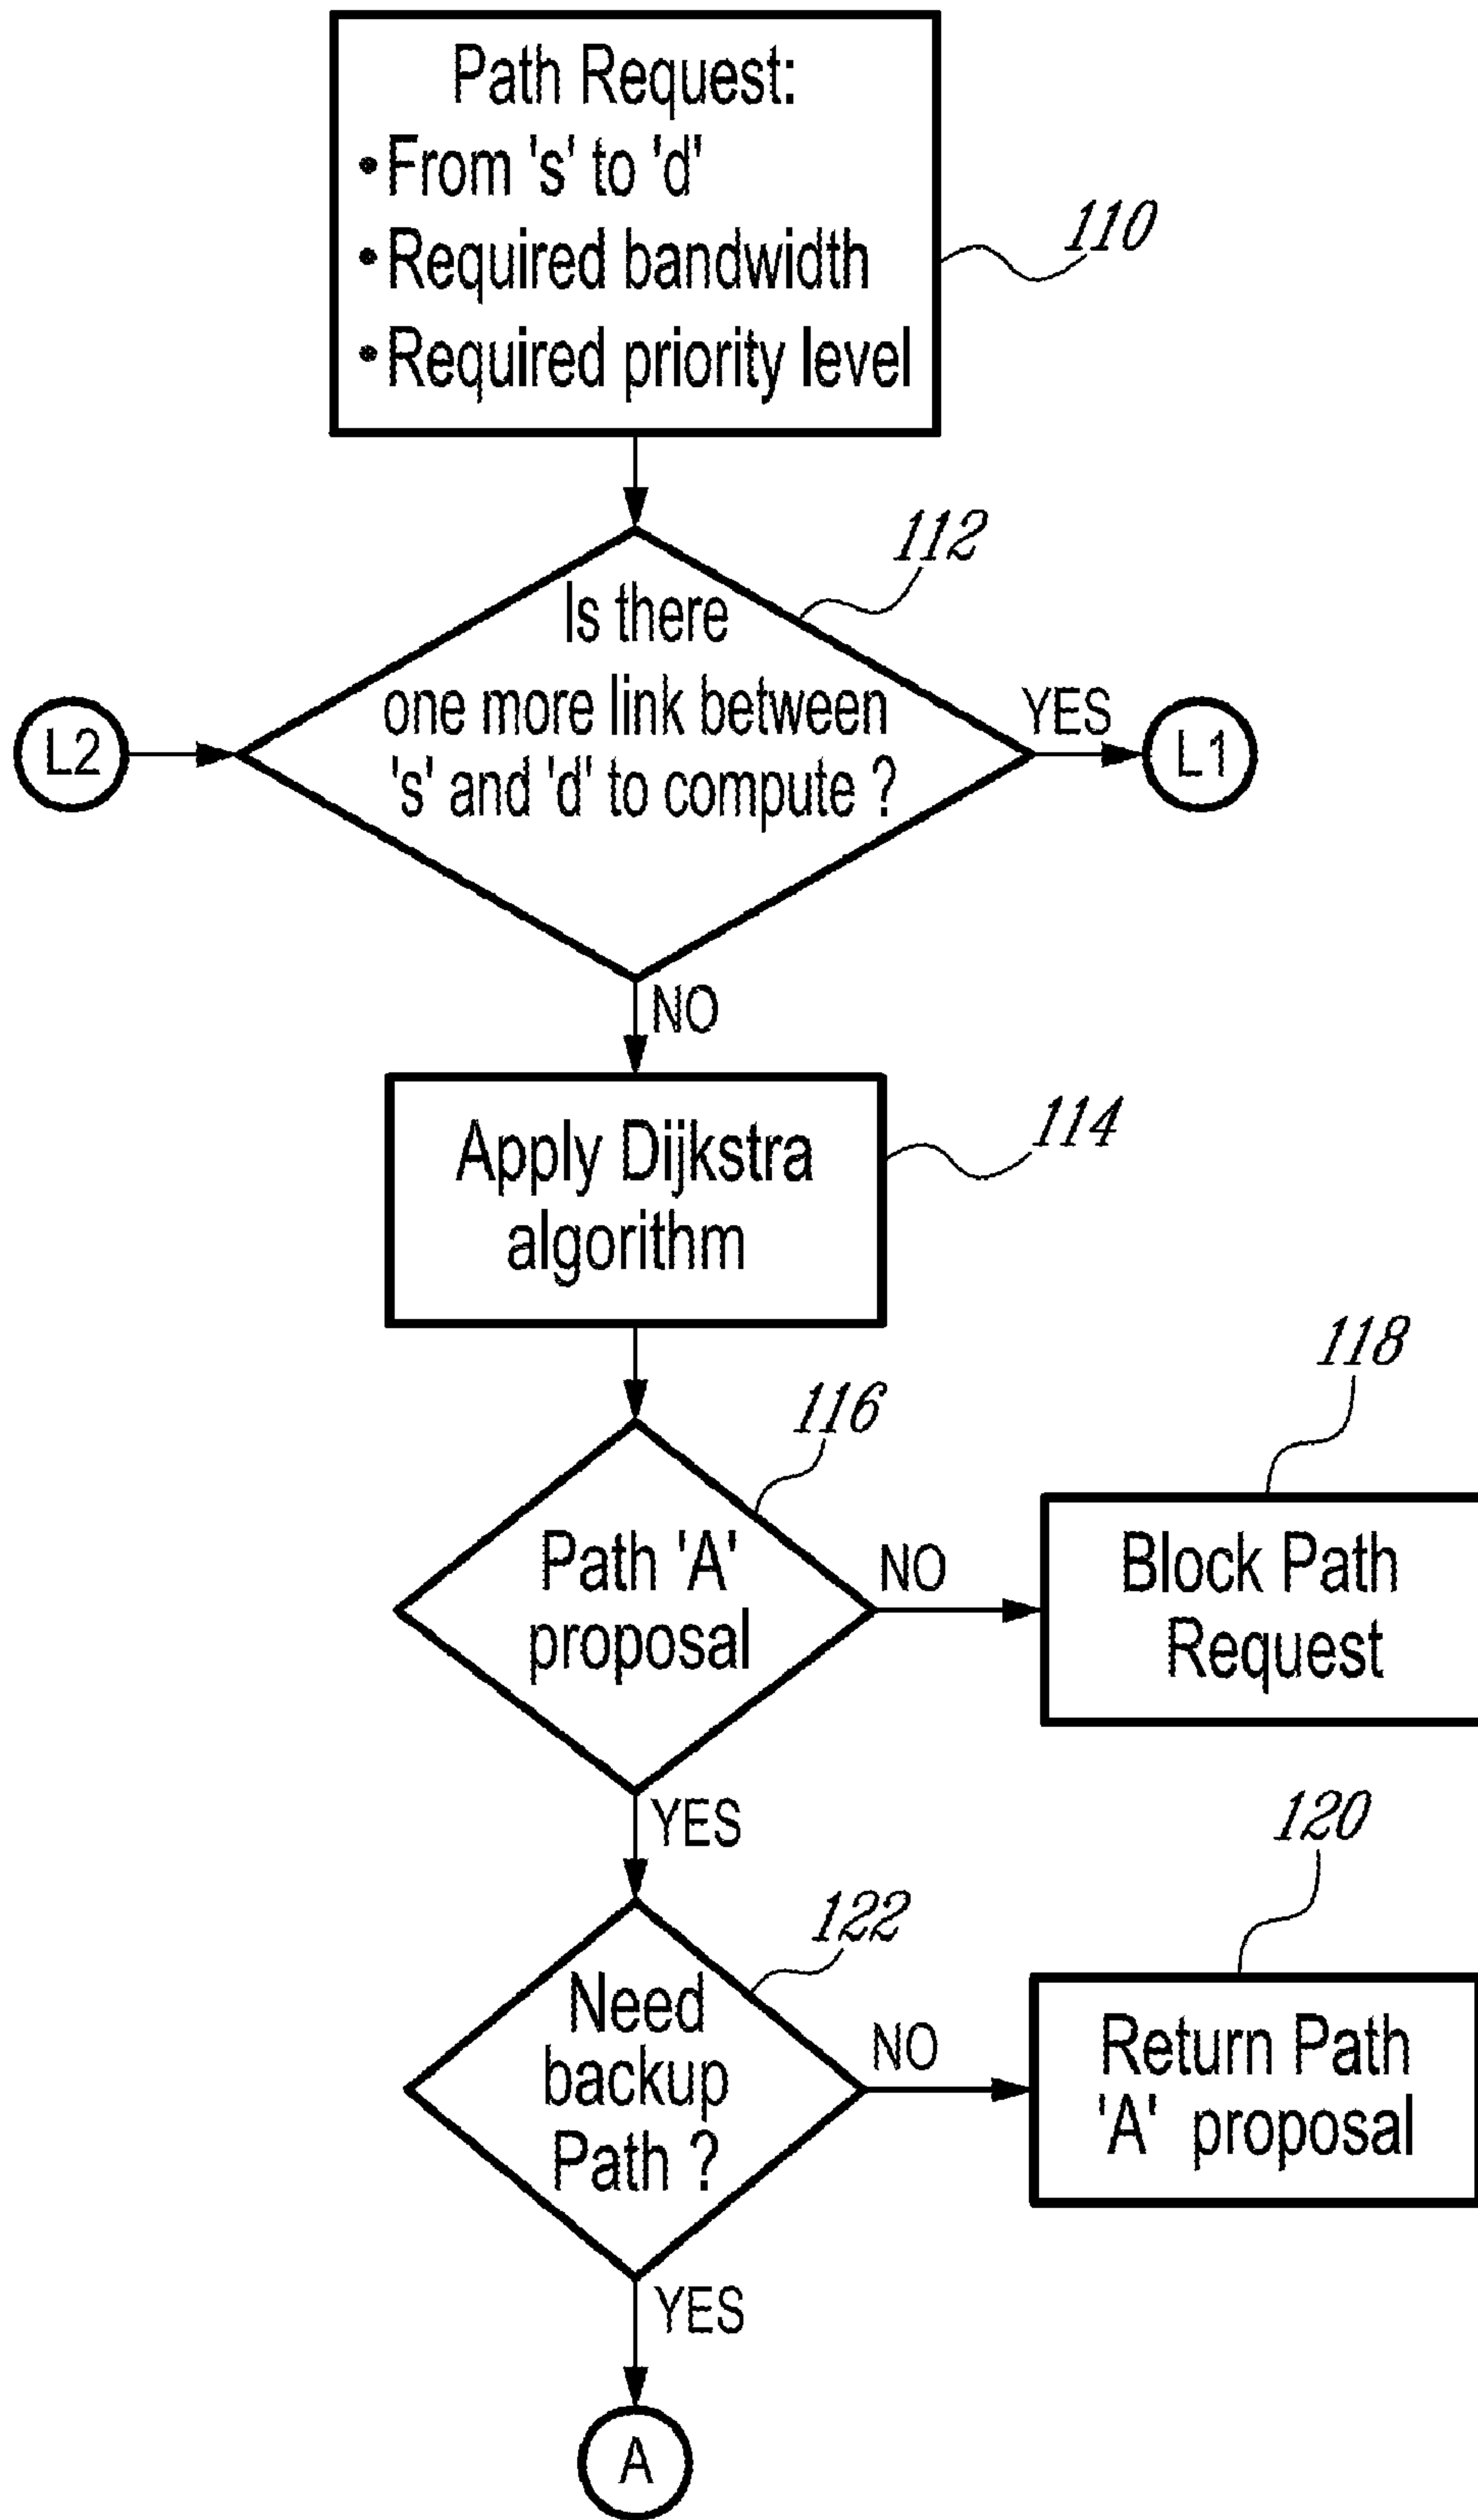 Path Request:
•From 's' to 'd'
•Required bandwidth
•Required priority level
110
112
Is there
one more link between
's' and 'd' to compute ?
L2
YES
L1
NO
Apply Dijkstra
algorithm
114
116
118
Path 'A'
proposal
NO
Block Path
Request
YES
120
122
Need
backup
Path ?
NO
Return Path
'A' proposal
YES
A